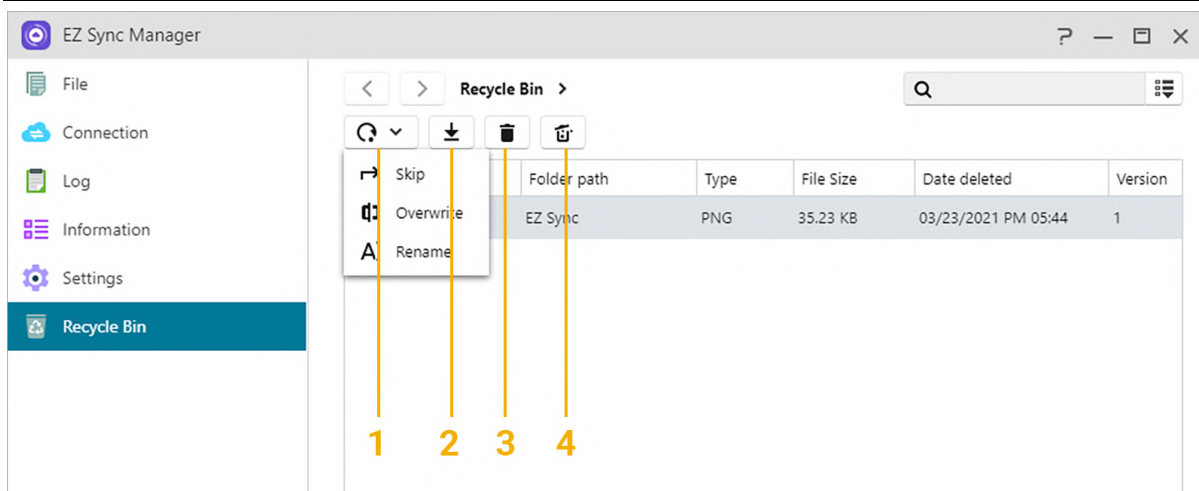 EZ Sync Manager
File
Connection
Log
Information
Settings
Recycle Bin
Recycle Bin
Skip
Overwrite
Rename
Folder path Type File Size Date deleted Version
EZ Sync PNG 35.23 KB 03/23/2021 PM 05:44 1
1 2 3 4